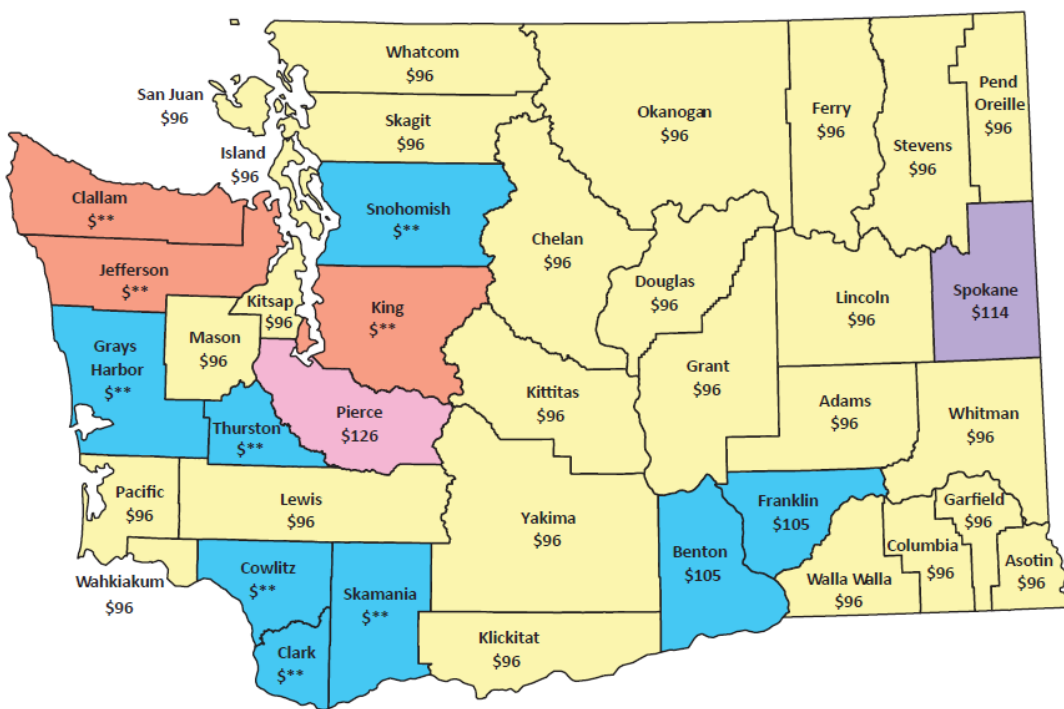 Whatcom
$96
San Juan
$96
Skagit
$96
Island
$96
Okanogan
$96
Ferry
$96
Stevens
$96
Pend
Oreille
$96
Clallam
$**
Snohomish
$**
Jefferson
$**
Chelan
$96
Douglas
$96
Kitsap
$96
King
$**
Lincoln
$96
Spokane
$114
Mason
$96
Grays
Harbor
$**
Grant
$96
Kittitas
$96
Adams
$96
Whitman
$96
Pierce
$126
Thurston
$**
Pacific
$96
Lewis
$96
Yakima
$96
Franklin
$105
Garfield
$96
Benton
$105
Columbia
$96
Asotin
$96
Walla Walla
$96
Wahkiakum
$96
Cowlitz
$**
Skamania
$**
Klickitat
$96
Clark
$**